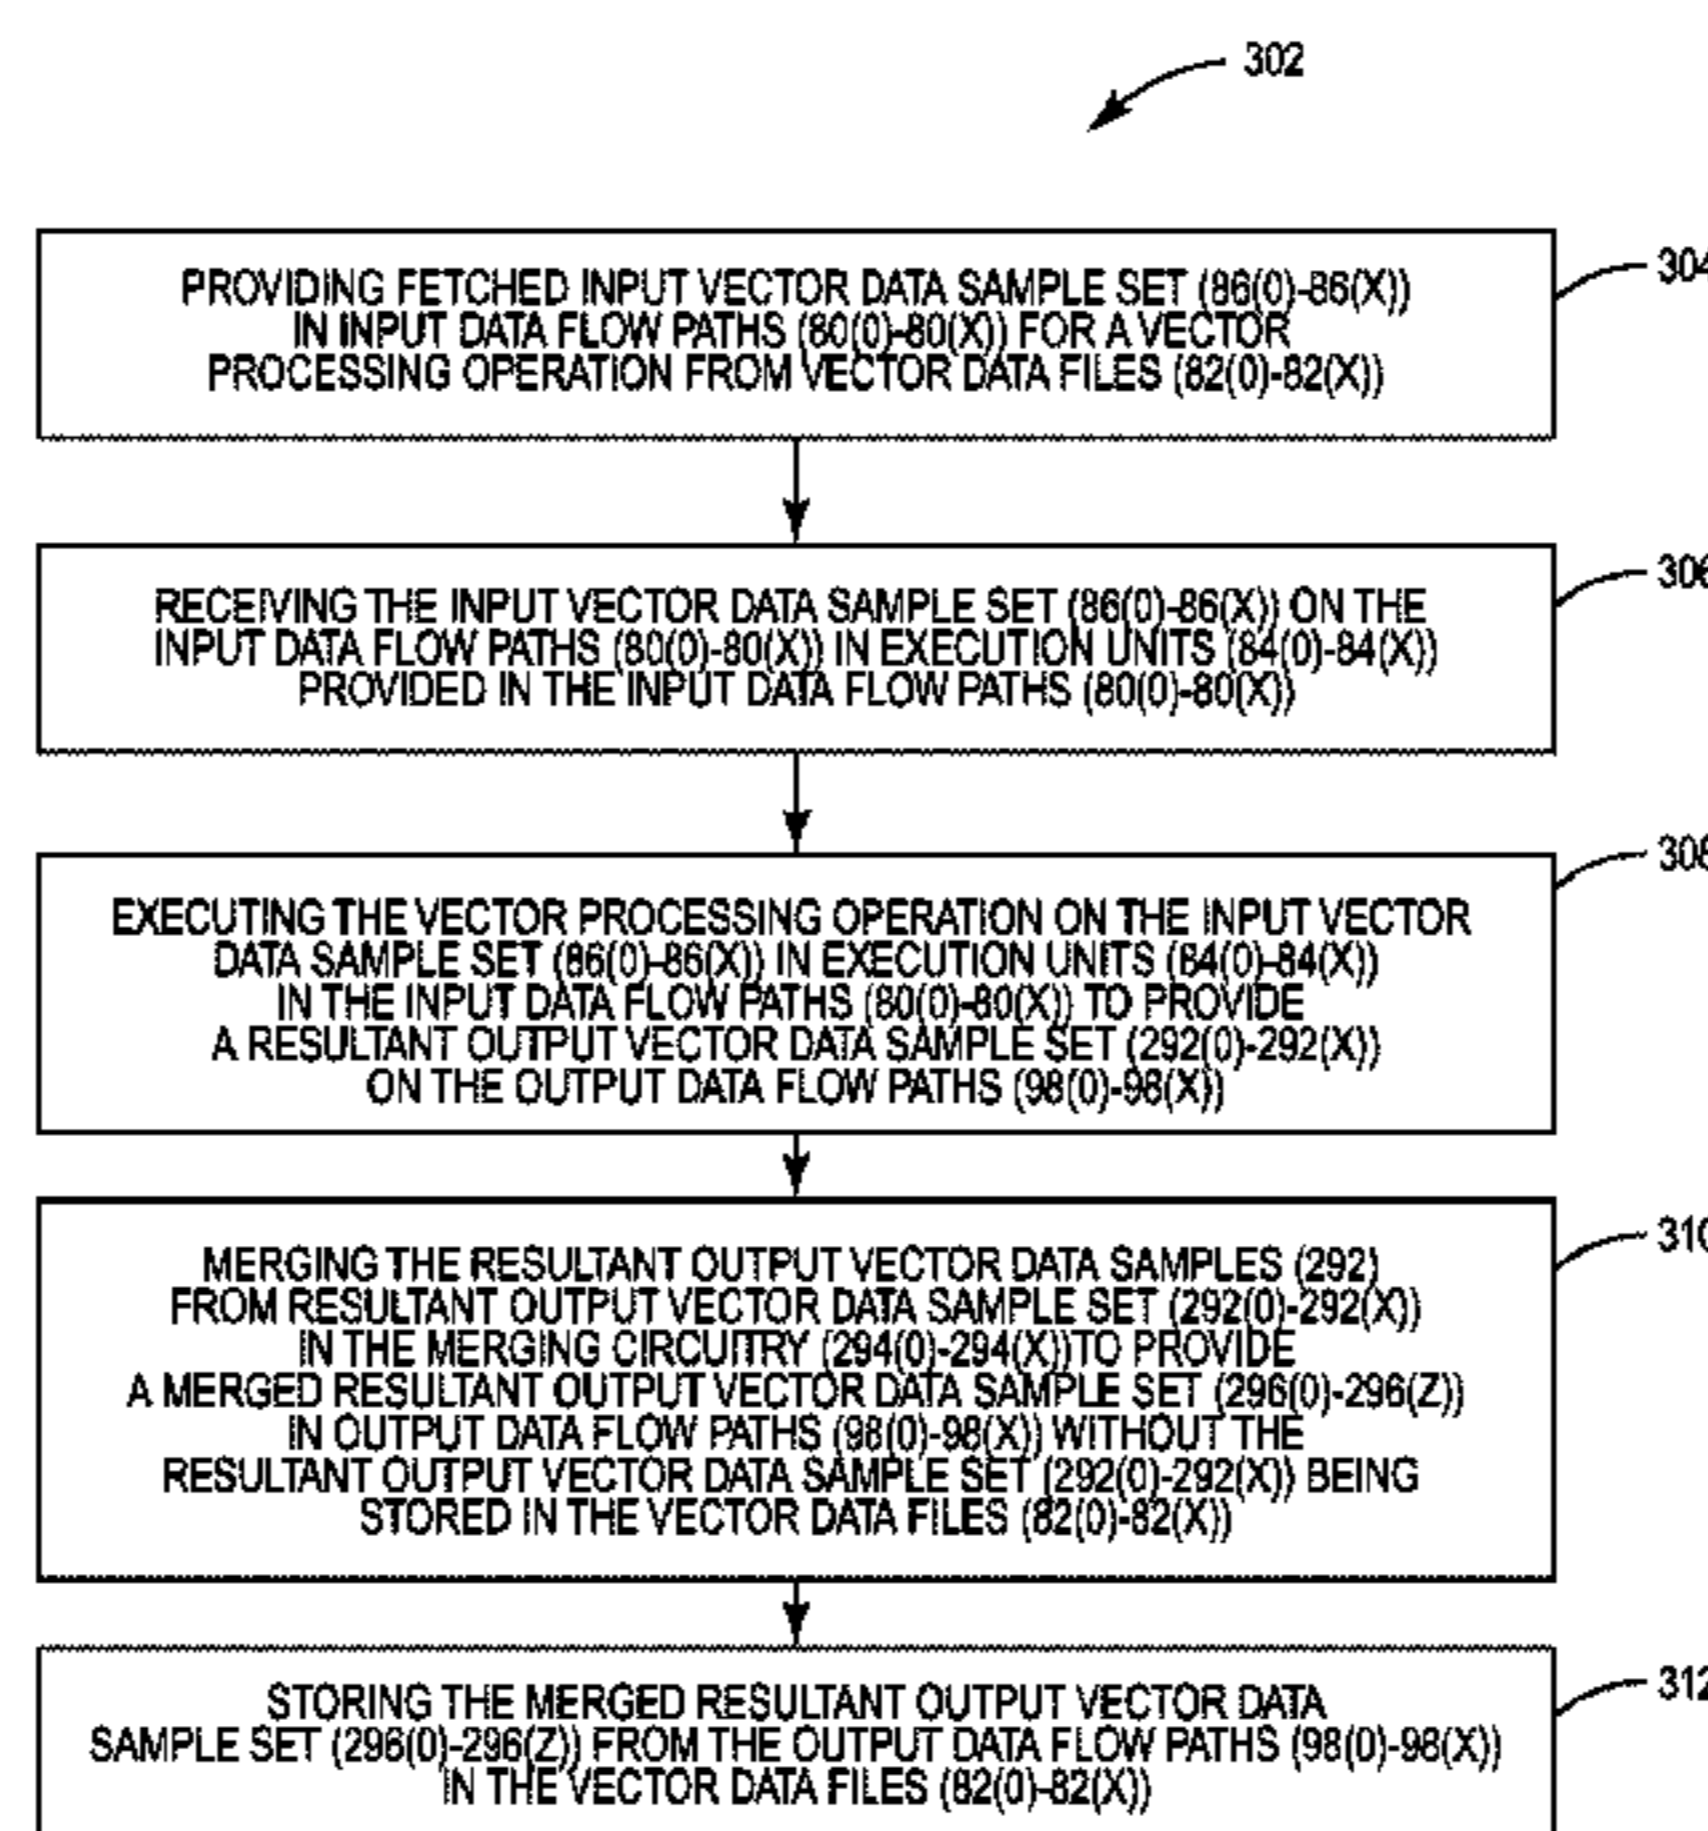 302
PROVIDING FETCHED INPUT VECTOR DATA SAMPLE SET (86(0)-86(X))
IN INPUT DATA FLOW PATHS (80(0)-80(X)) FOR A VECTOR
PROCESSING OPERATION FROM VECTOR DATA FILES (82(0)-82(X))
304
RECEIVING THE INPUT VECTOR DATA SAMPLE SET (86(0)-86(X)) ON THE
INPUT DATA FLOW PATHS (80(0)-80(X)) IN EXECUTION UNITS (84(0)-84(X))
PROVIDED IN THE INPUT DATA FLOW PATHS (80(0)-80(X))
306
EXECUTING THE VECTOR PROCESSING OPERATION ON THE INPUT VECTOR
DATA SAMPLE SET (86(0)-86(X)) IN EXECUTION UNITS (84(0)-84(X))
IN THE INPUT DATA FLOW PATHS (80(0)-80(X)) TO PROVIDE
A RESULTANT OUTPUT VECTOR DATA SAMPLE SET (292(0)-292(X))
ON THE OUTPUT DATA FLOW PATHS (98(0)-98(X))
308
MERGING THE RESULTANT OUTPUT VECTOR DATA SAMPLES (292)
FROM RESULTANT OUTPUT VECTOR DATA SAMPLE SET (292(0)-292(X))
IN THE MERGING CIRCUITRY (294(0)-294(X))TO PROVIDE
A MERGED RESULTANT OUTPUT VECTOR DATA SAMPLE SET (296(0)-296(Z))
IN OUTPUT DATA FLOW PATHS (98(0)-98(X)) WITHOUT THE
RESULTANT OUTPUT VECTOR DATA SAMPLE SET (292(0)-292(X)) BEING
STORED IN THE VECTOR DATA FILES (82(0)-82(X))
310
STORING THE MERGED RESULTANT OUTPUT VECTOR DATA
SAMPLE SET (296(0)-296(Z)) FROM THE OUTPUT DATA FLOW PATHS (98(0)-98(X))
IN THE VECTOR DATA FILES (82(0)-82(X))
312